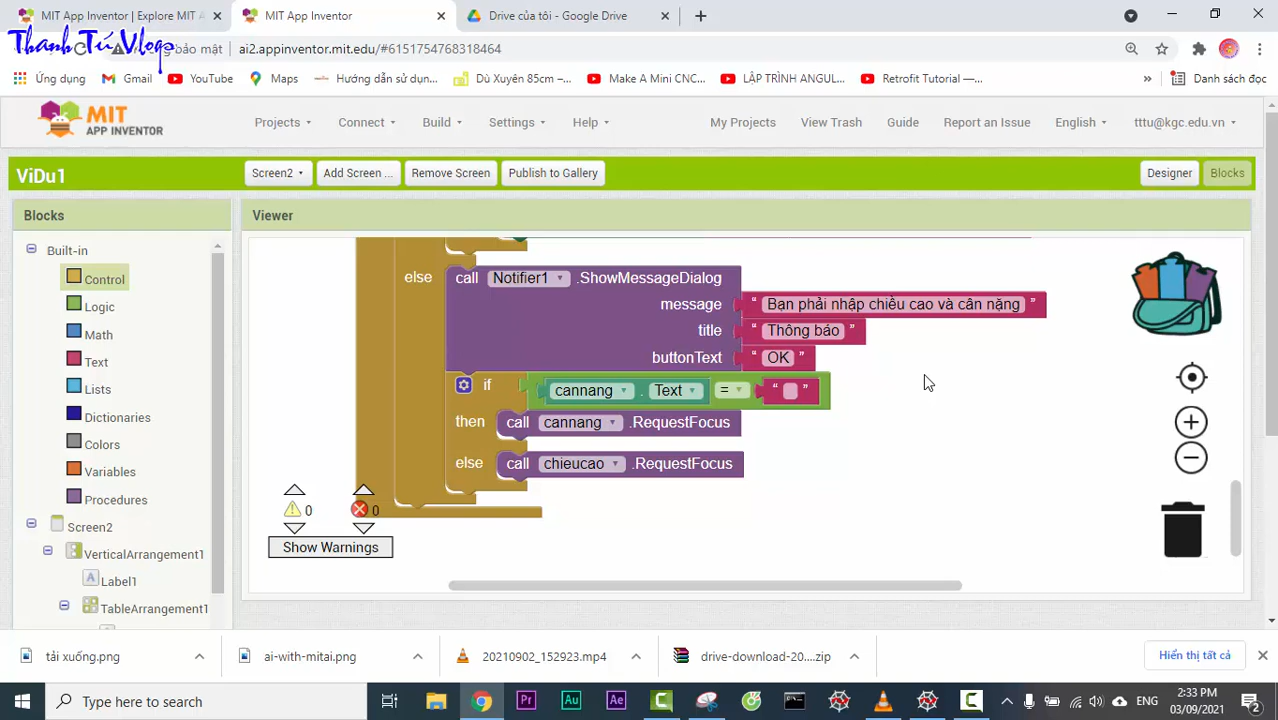 MIT App Inventor | Explore MIT A
MIT App Inventor
Drive của tôi - Google Drive
Thanh Tú Vlogs
bảo mật
ai2.appinventor.mit.edu/#6151754768318464
Ứng dụng
Gmail
YouTube
Maps
Hướng dẫn sử dụn...
Dù Xuyên 85cm –...
Make A Mini CNC...
LẬP TRÌNH ANGUL...
Retrofit Tutorial –...
»
Danh sách đọc
MIT
APP INVENTOR
Projects
Connect
Build
Settings
Help
My Projects
View Trash
Guide
Report an Issue
English
tttu@kgc.edu.vn
ViDu1
Screen2
Add Screen ...
Remove Screen
Publish to Gallery
Designer
Blocks
Blocks
Viewer
Built-in
Control
Logic
Math
Text
Lists
Dictionaries
Colors
Variables
Procedures
Screen2
VerticalArrangement1
Label1
TableArrangement1
else
call Notifier1 .ShowMessageDialog
message
“ Bạn phải nhập chiều cao và cân nặng ”
title
“ Thông báo ”
buttonText
“ OK ”
if
cannang . Text = “ ”
then
call cannang .RequestFocus
else
call chieucao .RequestFocus
0
0
Show Warnings
tải xuống.png
ai-with-mitai.png
20210902_152923.mp4
drive-download-20....zip
Hiển thị tất cả
Type here to search
Pr
Au
Ae
ENG
2:33 PM
03/09/2021
2